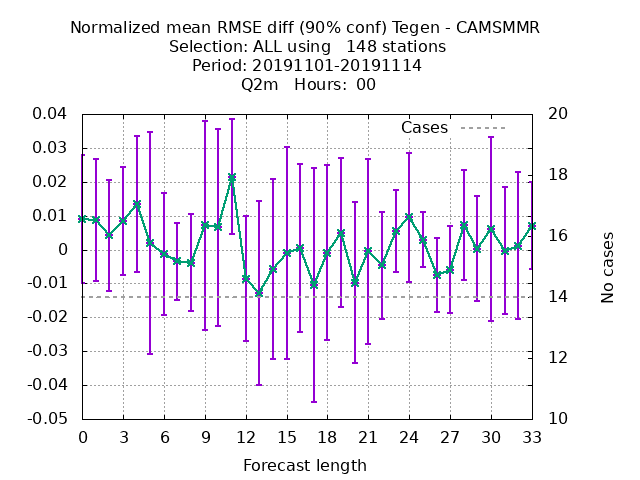 Normalized mean RMSE diff (90% conf) Tegen - CAMSMMR
Selection: ALL using   148 stations
Period: 20191101-20191114
Q2m   Hours:  00
0.04
0.03
0.02
0.01
0
-0.01
-0.02
-0.03
-0.04
-0.05
Cases
20
18
16
14
12
10
No cases
0 3 6 9 12 15 18 21 24 27 30 33
Forecast length